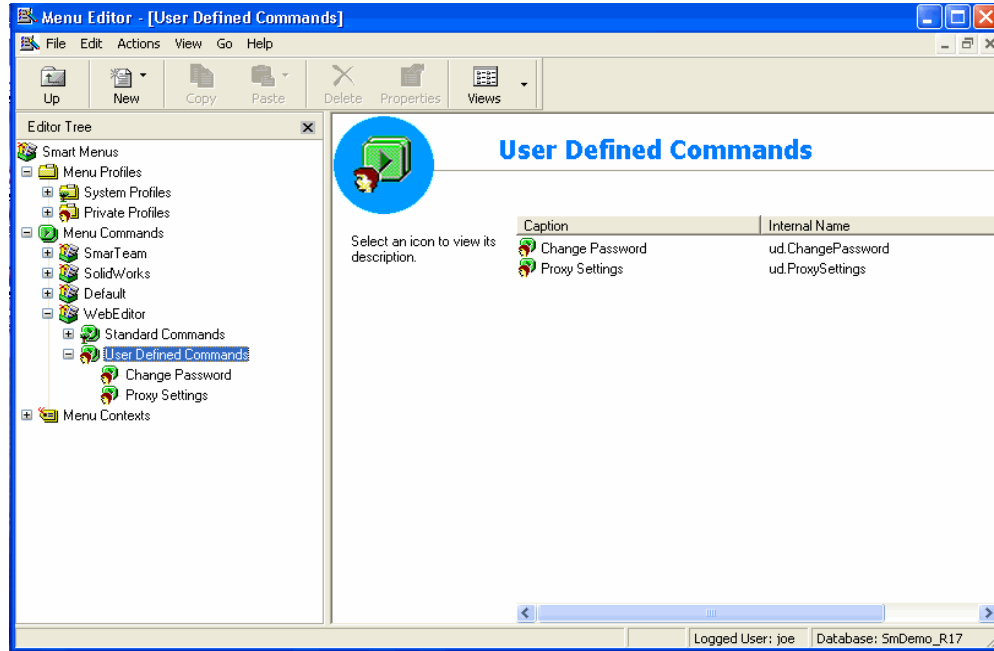 Menu Editor - [User Defined Commands]
File Edit Actions View Go Help
Up New Copy Paste Delete Properties Views
Editor Tree
Smart Menus
Menu Profiles
System Profiles
Private Profiles
Menu Commands
SmarTeam
SolidWorks
Default
WebEditor
Standard Commands
User Defined Commands
Change Password
Proxy Settings
Menu Contexts
User Defined Commands
Select an icon to view its
description.
Caption Internal Name
Change Password ud.ChangePassword
Proxy Settings ud.ProxySettings
Logged User: joe Database: SmDemo_R17